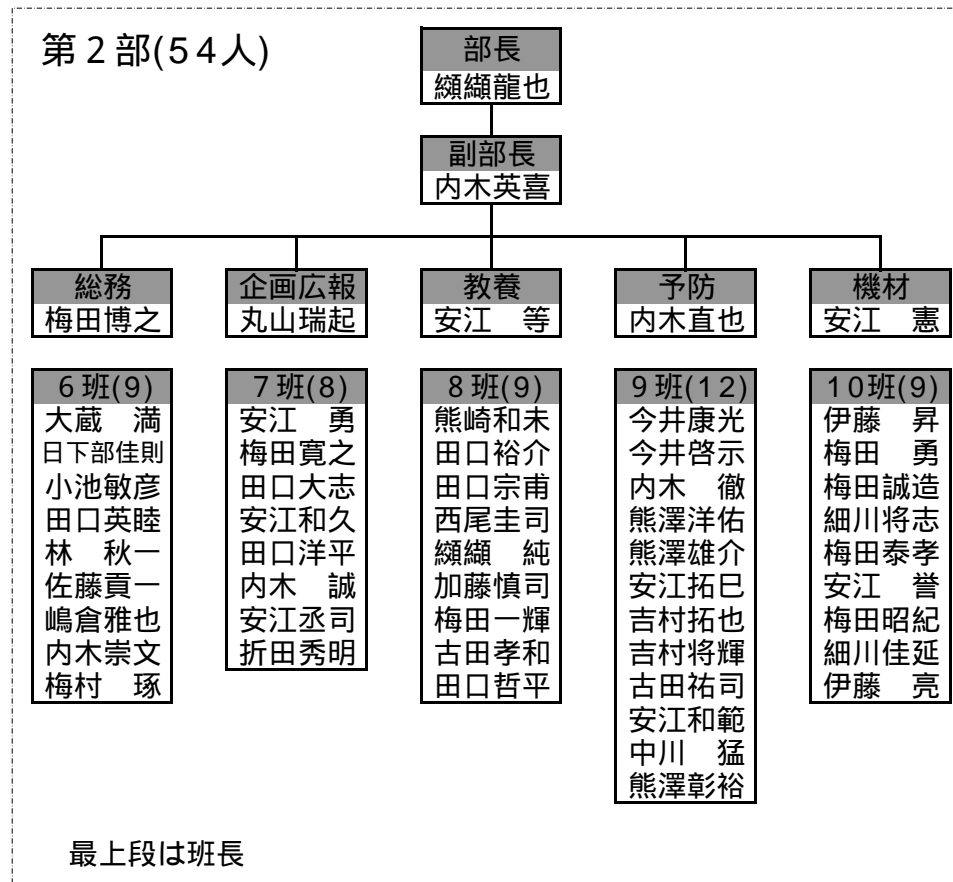 第2部(54人)
部長
纐纈龍也
副部長
内木英喜
総務
梅田博之
企画広報
丸山瑞起
教養
安江　等
予防
内木直也
機材
安江　憲
6班(9)
大蔵　満
日下部佳則
小池敏彦
田口英睦
林　秋一
佐藤貢一
嶋倉雅也
内木崇文
梅村　琢
7班(8)
安江　勇
梅田寛之
田口大志
安江和久
田口洋平
内木　誠
安江丞司
折田秀明
8班(9)
熊崎和未
田口裕介
田口宗甫
西尾圭司
纐纈　純
加藤慎司
梅田一輝
古田孝和
田口哲平
9班(12)
今井康光
今井啓示
内木　徹
熊澤洋佑
熊澤雄介
安江拓巳
吉村拓也
吉村将輝
古田祐司
安江和範
中川　猛
熊澤彰裕
10班(9)
伊藤　昇
梅田　勇
梅田誠造
細川将志
梅田泰孝
安江　誉
梅田昭紀
細川佳延
伊藤　亮
最上段は班長